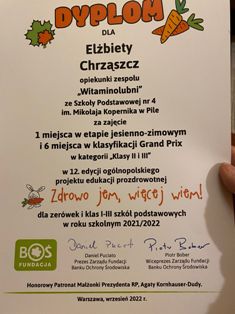 DYPLOM
DLA
Elżbiety
Chrząszcz
opiekunki zespołu
„Witaminolubni”
ze Szkoły Podstawowej nr 4
im. Mikołaja Kopernika w Pile
za zajęcie
1 miejsca w etapie jesienno-zimowym
i 6 miejsca w klasyfikacji Grand Prix
w kategorii „Klasy II i III”
w 12. edycji ogólnopolskiego
projektu edukacji prozdrowotnej
Zdrowo jem, więcej wiem!
dla zerówek i klas I-III szkół podstawowych
w roku szkolnym 2021/2022
BOŚ
FUNDACJA
Daniel Puciato
Prezes Zarządu Fundacji
Banku Ochrony Środowiska
Piotr Bober
Piotr Bober
Wiceprezes Zarządu Fundacji
Banku Ochrony Środowiska
Honorowy Patronat Małżonki Prezydenta RP, Agaty Kornhauser-Dudy.
Warszawa, wrzesień 2022 r.